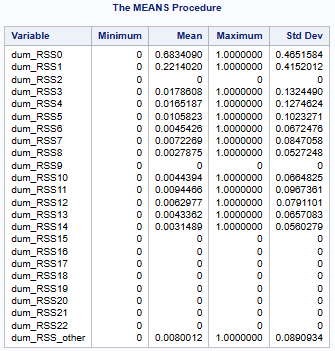 The MEANS Procedure
Variable Minimum Mean Maximum Std Dev
dum_RSS0 0 0.6834090 1.0000000 0.4651584
dum_RSS1 0 0.2214020 1.0000000 0.4152012
dum_RSS2 0 0 0 0
dum_RSS3 0 0.0178608 1.0000000 0.1324490
dum_RSS4 0 0.0165187 1.0000000 0.1274624
dum_RSS5 0 0.0105823 1.0000000 0.1023271
dum_RSS6 0 0.0045426 1.0000000 0.0672476
dum_RSS7 0 0.0072269 1.0000000 0.0847058
dum_RSS8 0 0.0027875 1.0000000 0.0527248
dum_RSS9 0 0 0 0
dum_RSS10 0 0.0044394 1.0000000 0.0664825
dum_RSS11 0 0.0094466 1.0000000 0.0967361
dum_RSS12 0 0.0062977 1.0000000 0.0791101
dum_RSS13 0 0.0043362 1.0000000 0.0657083
dum_RSS14 0 0.0031489 1.0000000 0.0560279
dum_RSS15 0 0 0 0
dum_RSS16 0 0 0 0
dum_RSS17 0 0 0 0
dum_RSS18 0 0 0 0
dum_RSS19 0 0 0 0
dum_RSS20 0 0 0 0
dum_RSS21 0 0 0 0
dum_RSS22 0 0 0 0
dum_RSS_other 0 0.0080012 1.0000000 0.0890934